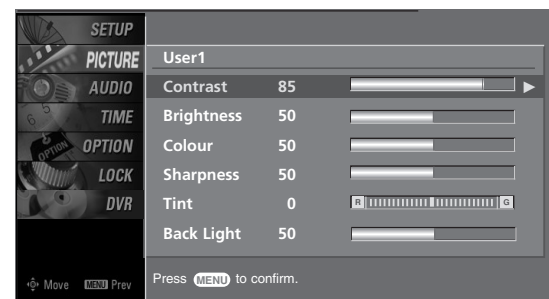 SETUP
PICTURE
AUDIO
TIME
OPTION
LOCK
DVR
Move MENU Prev
User1
Contrast 85
Brightness 50
Colour 50
Sharpness 50
Tint 0 R G
Back Light 50
Press MENU to confirm.